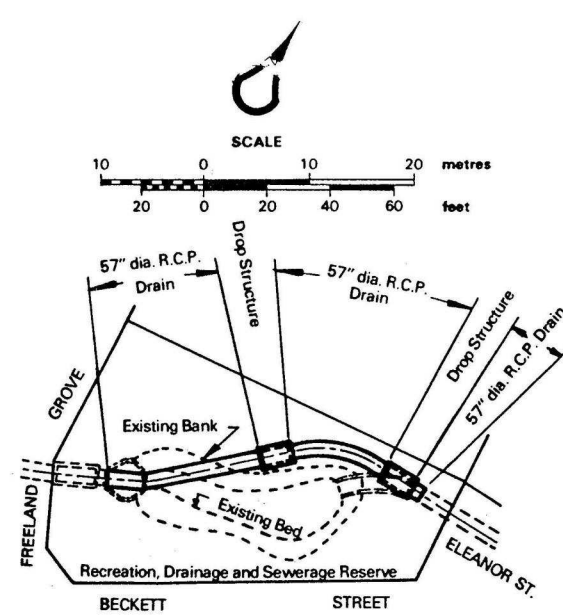 SCALE
10 0 10 20 metres
20 0 20 40 60 feet
57" dia. R.C.P.
Drain
Drop Structure
57" dia. R.C.P.
Drain
Drop Structure
57" dia. R.C.P. Drain
GROVE
FREELAND
Existing Bank
Existing Bed
ELEANOR ST.
Recreation, Drainage and Sewerage Reserve
BECKETT STREET